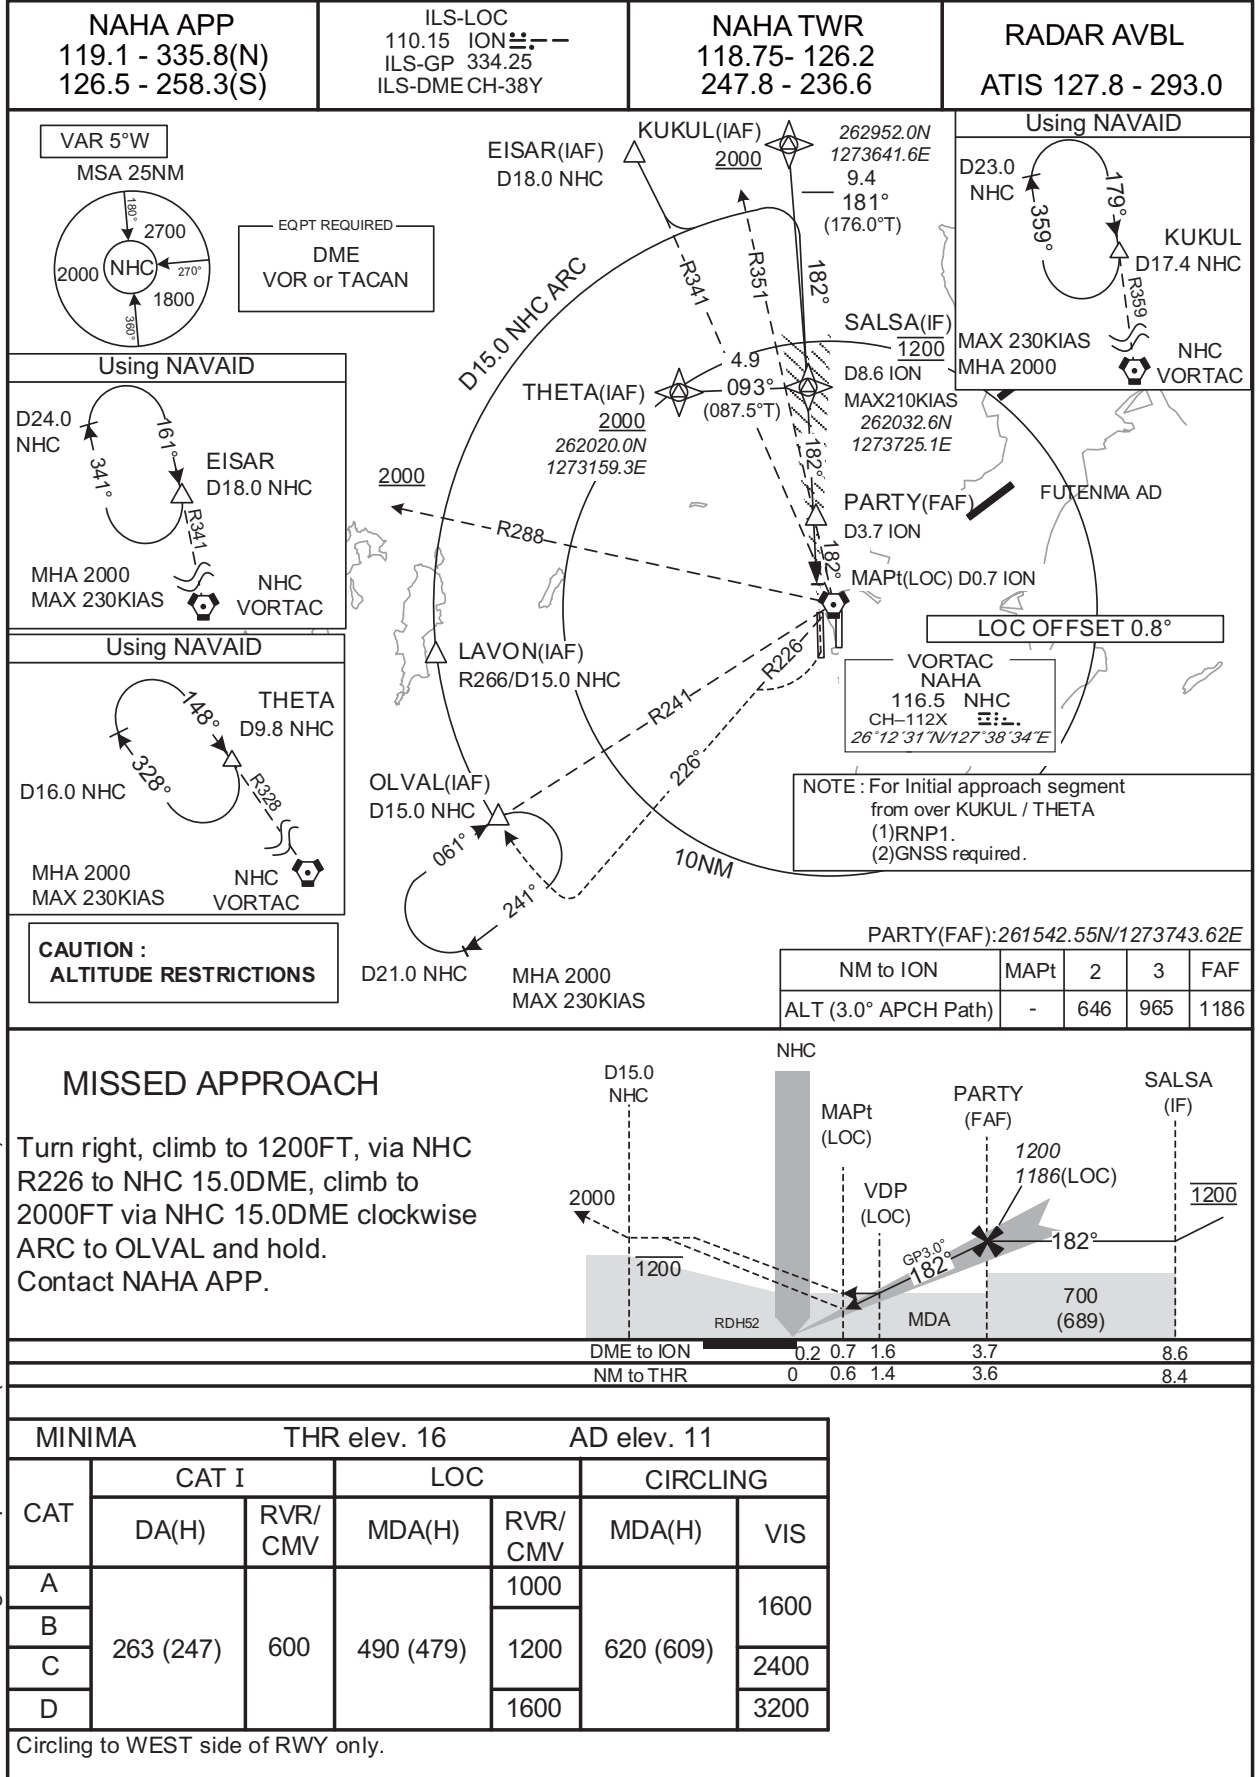 NAHA APP
119.1 - 335.8(N)
126.5 - 258.3(S)
ILS-LOC
110.15 ION
ILS-GP 334.25
ILS-DME CH-38Y
NAHA TWR
118.75- 126.2
247.8 - 236.6
RADAR AVBL
ATIS 127.8 - 293.0
VAR 5°W
MSA 25NM
180°
2700
2000
NHC
270°
1800
360°
EQPT REQUIRED
DME
VOR or TACAN
EISAR(IAF)
D18.0 NHC
KUKUL(IAF)
2000
262952.0N
1273641.6E
9.4
181°
(176.0°T)
Using NAVAID
D23.0
NHC
359°
179°
KUKUL
D17.4 NHC
R359
MAX 230KIAS
MHA 2000
NHC
VORTAC
D15.0 NHC ARC
R341
R351
182°
SALSA(IF)
1200
D8.6 ION
MAX210KIAS
262032.6N
1273725.1E
4.9
093°
(087.5°T)
THETA(IAF)
2000
262020.0N
1273159.3E
182°
PARTY(FAF)
D3.7 ION
FUTENMA AD
182°
MAPt(LOC) D0.7 ION
LOC OFFSET 0.8°
Using NAVAID
D24.0
NHC
161°
341°
EISAR
D18.0 NHC
R341
MHA 2000
MAX 230KIAS
NHC
VORTAC
2000
R288
LAVON(IAF)
R266/D15.0 NHC
R226
R241
226°
VORTAC
NAHA
116.5 NHC
CH–112X
26°12´31˝N/127°38´34˝E
Using NAVAID
148°
328°
THETA
D9.8 NHC
D16.0 NHC
R328
MHA 2000
MAX 230KIAS
NHC
VORTAC
OLVAL(IAF)
D15.0 NHC
061°
241°
D21.0 NHC
MHA 2000
MAX 230KIAS
10NM
NOTE : For Initial approach segment
from over KUKUL / THETA
(1)RNP1.
(2)GNSS required.
CAUTION :
ALTITUDE RESTRICTIONS
PARTY(FAF):261542.55N/1273743.62E
NM to ION MAPt 2 3 FAF
ALT (3.0° APCH Path) - 646 965 1186
MISSED APPROACH
Turn right, climb to 1200FT, via NHC
R226 to NHC 15.0DME, climb to
2000FT via NHC 15.0DME clockwise
ARC to OLVAL and hold.
Contact NAHA APP.
D15.0
NHC
NHC
MAPt
(LOC)
VDP
(LOC)
PARTY
(FAF)
1200
1186(LOC)
SALSA
(IF)
1200
2000
1200
GP3.0°
182°
182°
RDH52
MDA
700
(689)
DME to ION 0.2 0.7 1.6 3.7 8.6
NM to THR 0 0.6 1.4 3.6 8.4
MINIMA THR elev. 16 AD elev. 11
CAT CAT I LOC CIRCLING
DA(H) RVR/CMV MDA(H) RVR/CMV MDA(H) VIS
A 1000
B 1600
263 (247) 600 490 (479) 1200 620 (609)
C 2400
D 1600 3200
Circling to WEST side of RWY only.